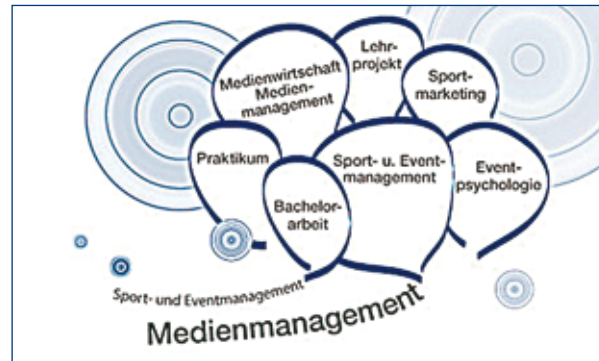 Medienwirtschaft
Medien-
management
Lehr-
projekt
Sport-
marketing
Praktikum
Bachelor-
arbeit
Sport- u. Event-
management
Event-
psychologie
Sport- und Eventmanagement
Medienmanagement